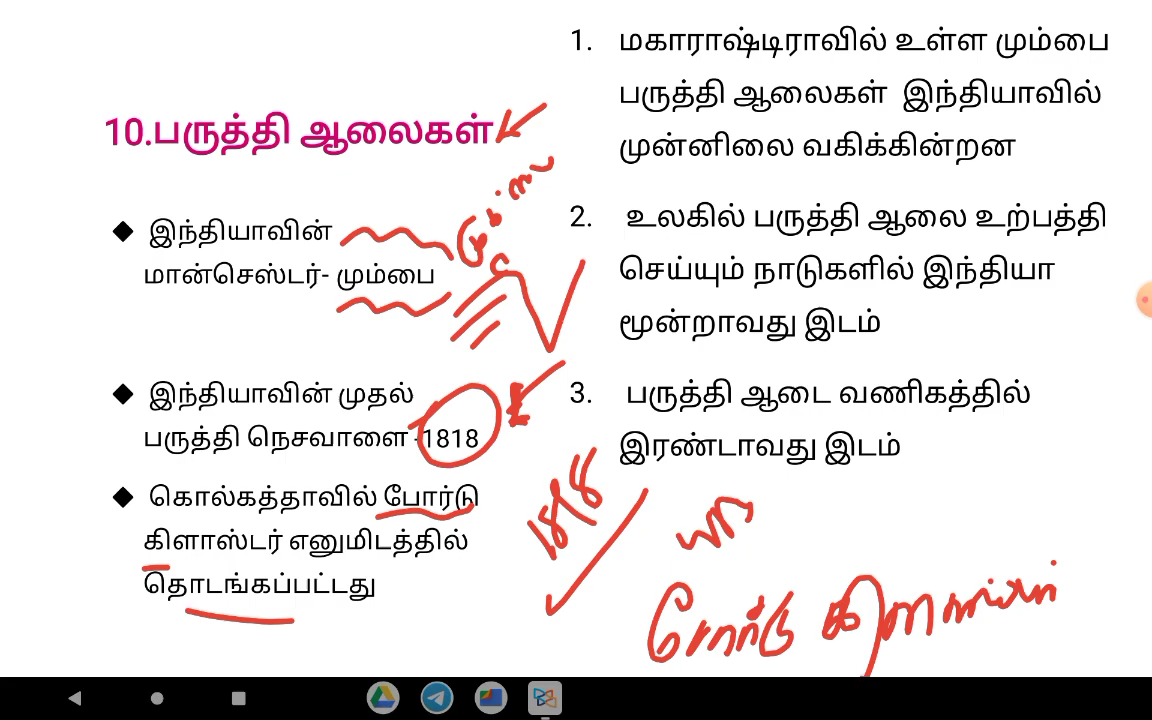 10.பருத்தி ஆலைகள்
◆ இந்தியாவின்
மான்செஸ்டர்- மும்பை
◆ இந்தியாவின் முதல்
பருத்தி நெசவாளை -1818
◆ கொல்கத்தாவில் போர்டு
கிளாஸ்டர் எனுமிடத்தில்
தொடங்கப்பட்டது
1. மகாராஷ்டிராவில் உள்ள மும்பை
பருத்தி ஆலைகள் இந்தியாவில்
முன்னிலை வகிக்கின்றன
2. உலகில் பருத்தி ஆலை உற்பத்தி
செய்யும் நாடுகளில் இந்தியா
மூன்றாவது இடம்
3. பருத்தி ஆடை வணிகத்தில்
இரண்டாவது இடம்
1818
போர்டு